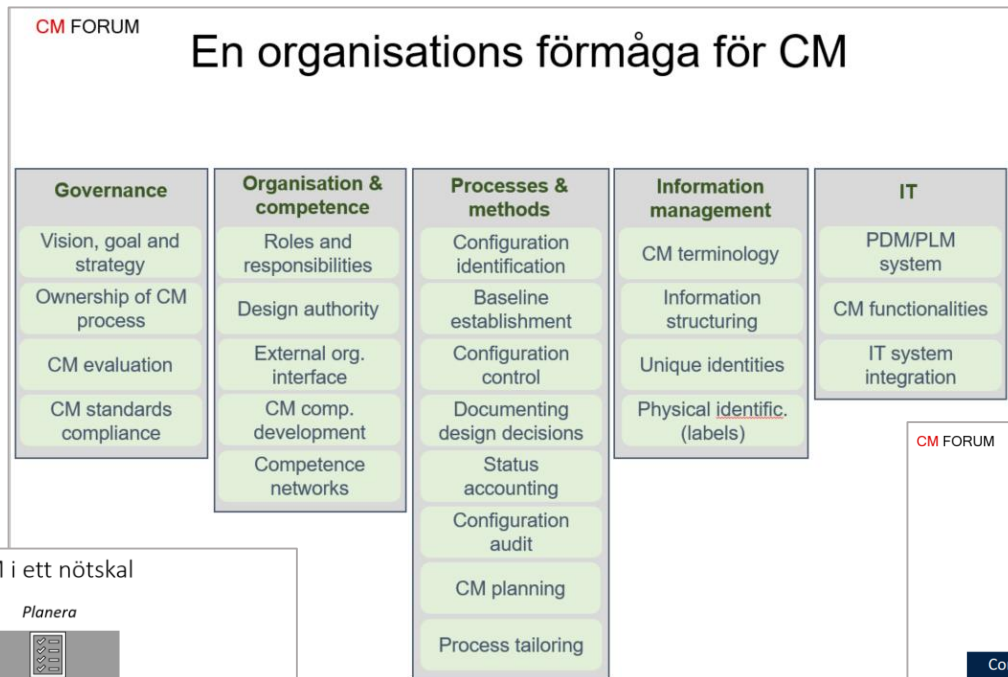 CM FORUM
En organisations förmåga för CM
Governance
Vision, goal and
strategy
Ownership of CM
process
CM evaluation
CM standards
compliance
Organisation &
competence
Roles and
responsibilities
Design authority
External org.
interface
CM comp.
development
Competence
networks
Processes &
methods
Configuration
identification
Baseline
establishment
Configuration
control
Documenting
design decisions
Status
accounting
Configuration
audit
CM planning
Process tailoring
Information
management
CM terminology
Information
structuring
Unique identities
Physical identific.
(labels)
IT
PDM/PLM
system
CM functionalities
IT system
integration
CM FORUM
i ett nötskal
Planera